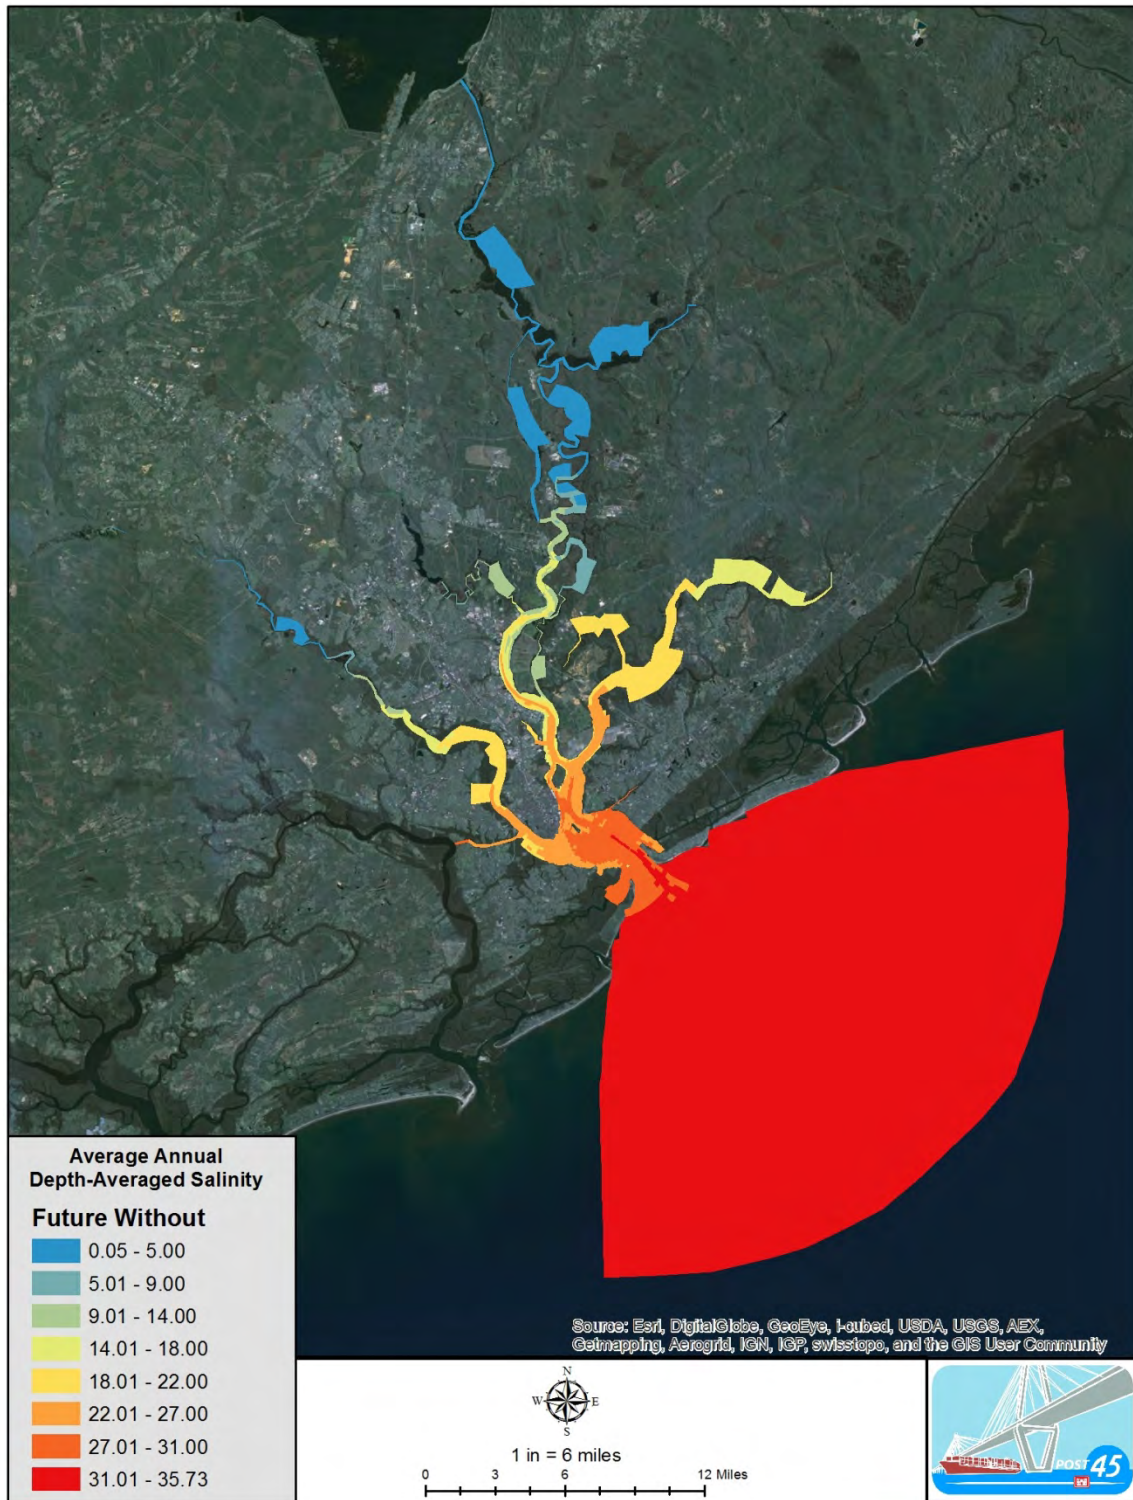 Average Annual
Depth-Averaged Salinity
Future Without
0.05 - 5.00
5.01 - 9.00
9.01 - 14.00
14.01 - 18.00
18.01 - 22.00
22.01 - 27.00
27.01 - 31.00
31.01 - 35.73
Source: Esri, DigitalGlobe, GeoEye, i-cubed, USDA, USGS, AEX,
Getmapping, Aerogrid, IGN, IGP, swisstopo, and the GIS User Community
N
W E
S
1 in = 6 miles
0 3 6 12 Miles
POST 45